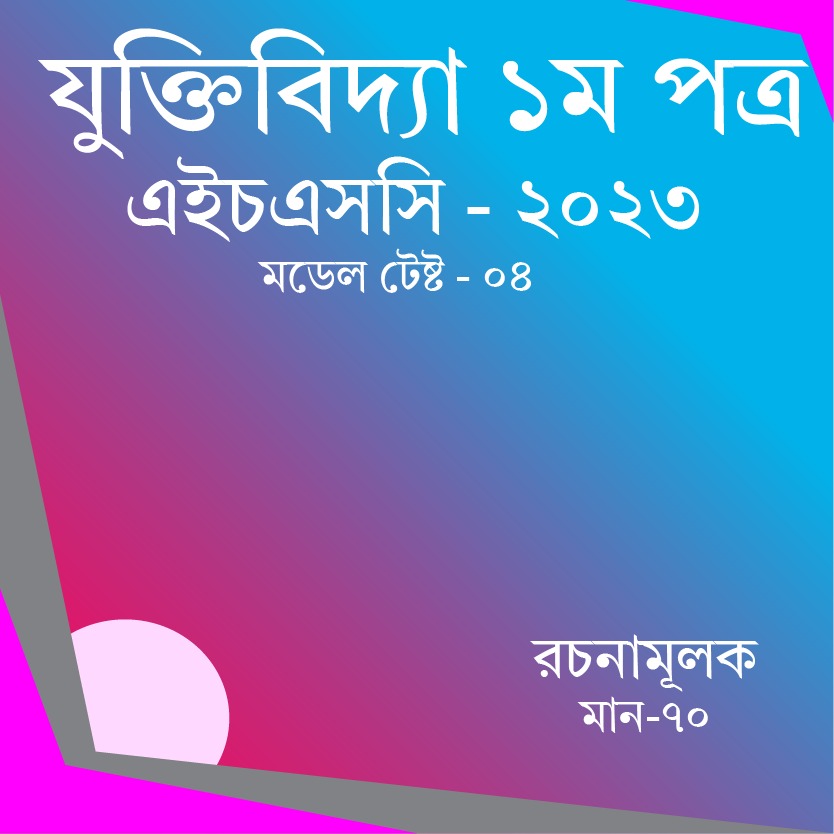 যুক্তিবিদ্যা ১ম পত্র
এইচএসসি - ২০২৩
মডেল টেষ্ট - ০৪
রচনামূলক
মান-৭০